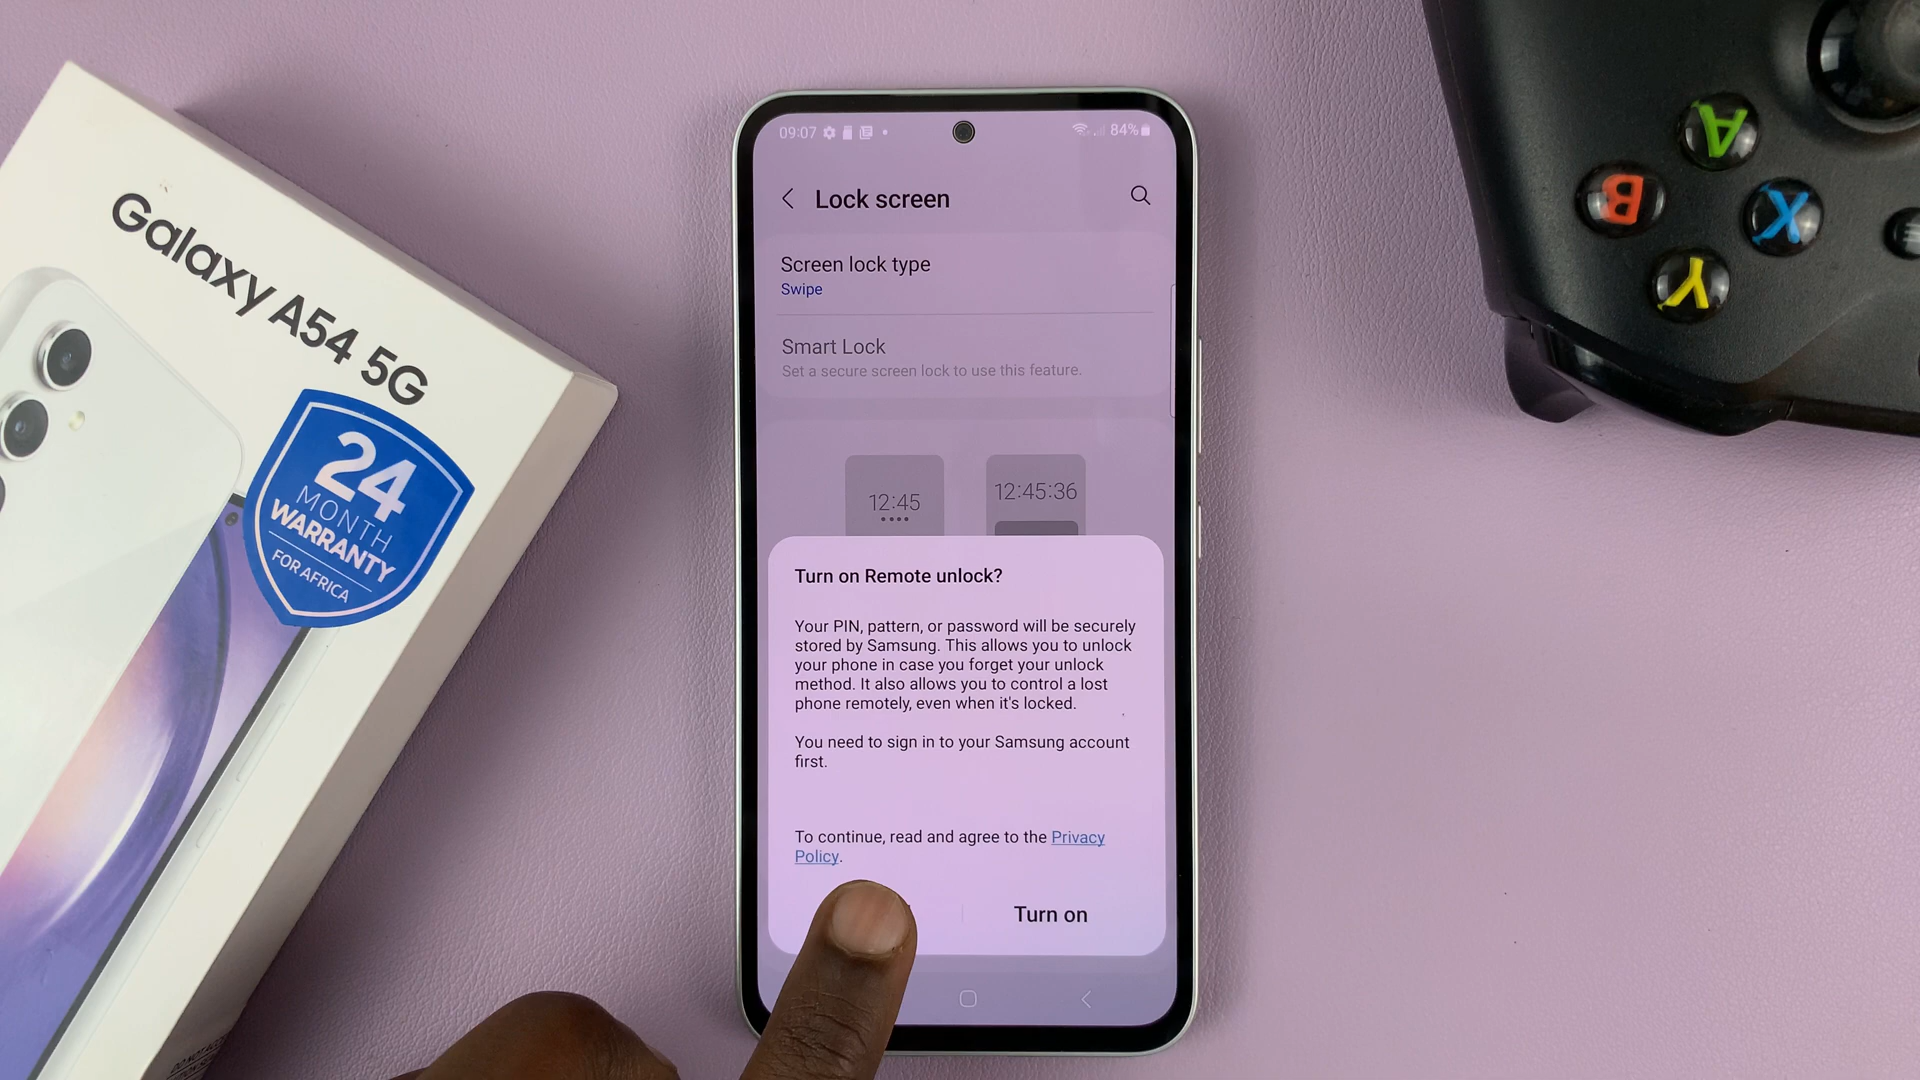 Galaxy A54 5G
24
MONTH
WARRANTY
FOR AFRICA
09:07
84%
Lock screen
Screen lock type
Swipe
Smart Lock
Set a secure screen lock to use this feature.
12:45
12:45:36
Turn on Remote unlock?
Your PIN, pattern, or password will be securely
stored by Samsung. This allows you to unlock
your phone in case you forget your unlock
method. It also allows you to control a lost
phone remotely, even when it's locked.
You need to sign in to your Samsung account
first.
To continue, read and agree to the Privacy
Policy.
Turn on
A
B
X
Y